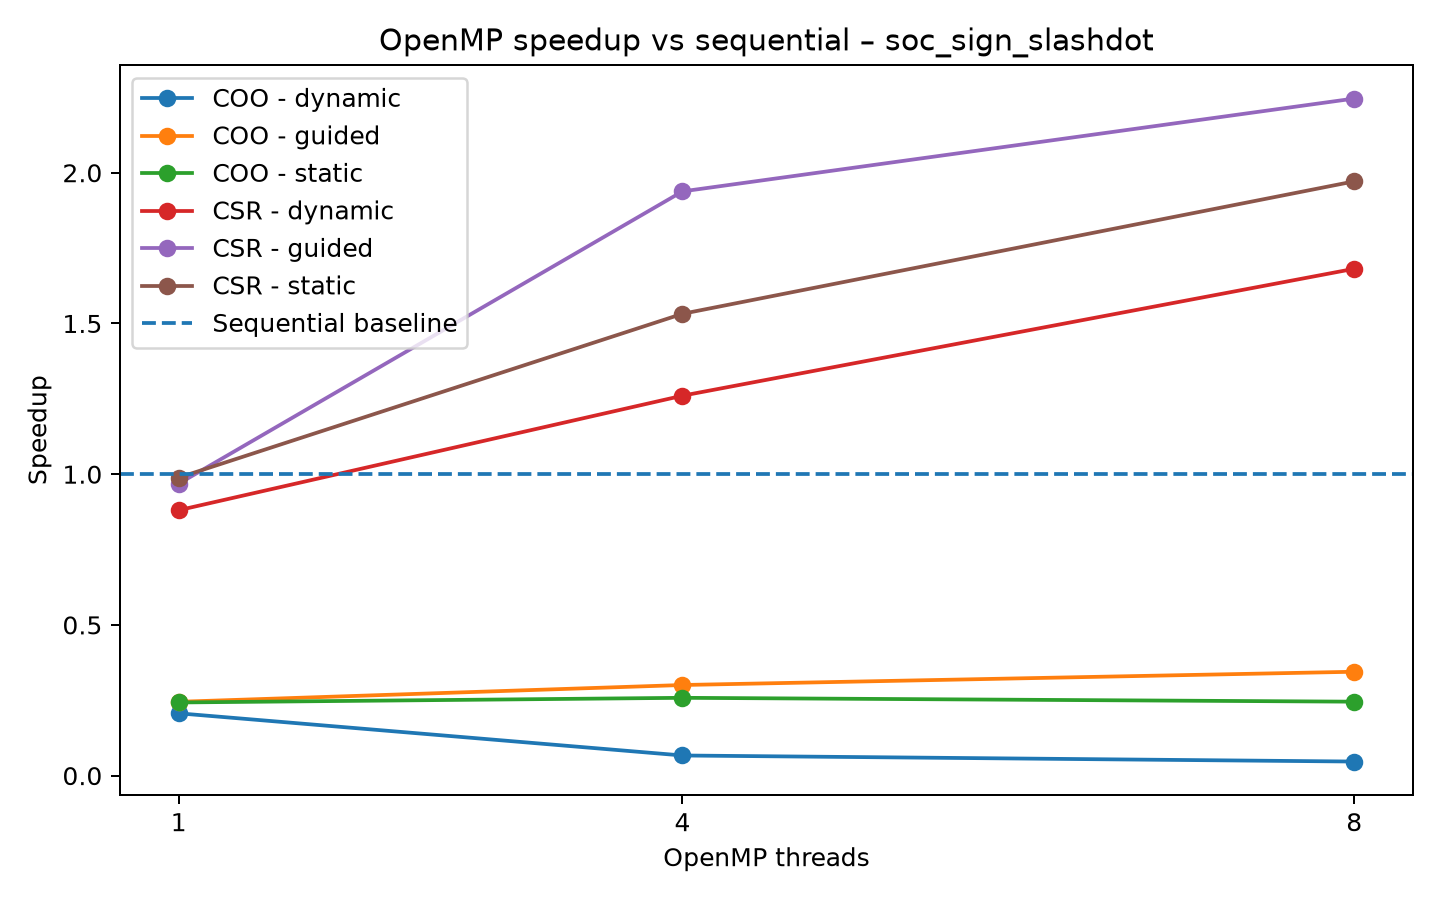 OpenMP speedup vs sequential – soc_sign_slashdot
COO - dynamic
COO - guided
COO - static
CSR - dynamic
CSR - guided
CSR - static
Sequential baseline
Speedup
2.0
1.5
1.0
0.5
0.0
1
4
8
OpenMP threads